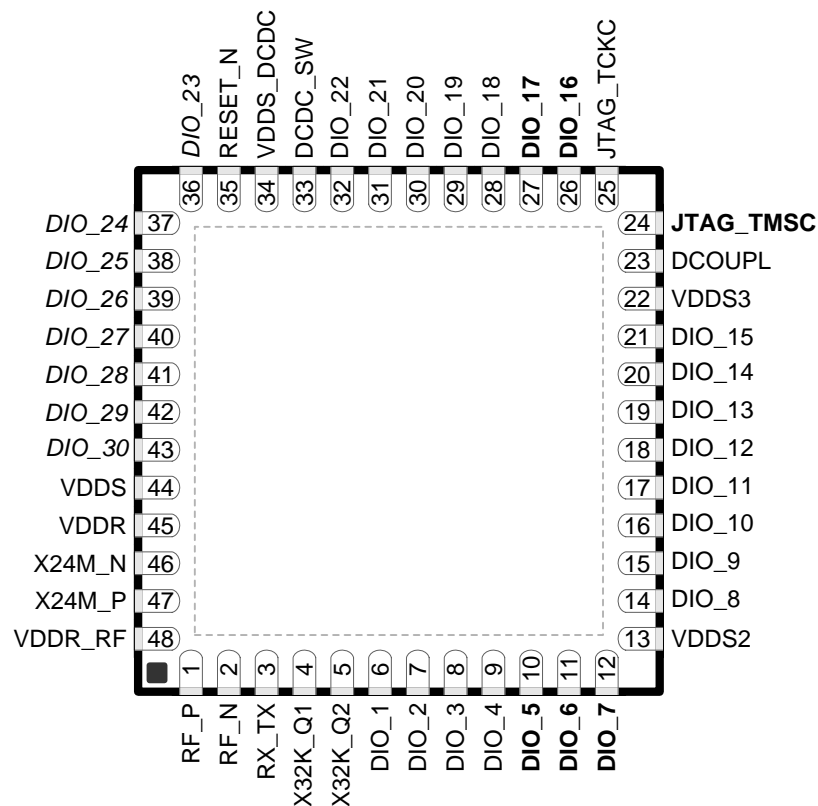 DIO_23
RESET_N
VDDS_DCDC
DCDC_SW
DIO_22
DIO_21
DIO_20
DIO_19
DIO_18
DIO_17
DIO_16
JTAG_TCKC
36
35
34
33
32
31
30
29
28
27
26
25
DIO_24 37
DIO_25 38
DIO_26 39
DIO_27 40
DIO_28 41
DIO_29 42
DIO_30 43
VDDS 44
VDDR 45
X24M_N 46
X24M_P 47
VDDR_RF 48
24 JTAG_TMSC
23 DCOUPL
22 VDDS3
21 DIO_15
20 DIO_14
19 DIO_13
18 DIO_12
17 DIO_11
16 DIO_10
15 DIO_9
14 DIO_8
13 VDDS2
1
2
3
4
5
6
7
8
9
10
11
12
RF_P
RF_N
RX_TX
X32K_Q1
X32K_Q2
DIO_1
DIO_2
DIO_3
DIO_4
DIO_5
DIO_6
DIO_7